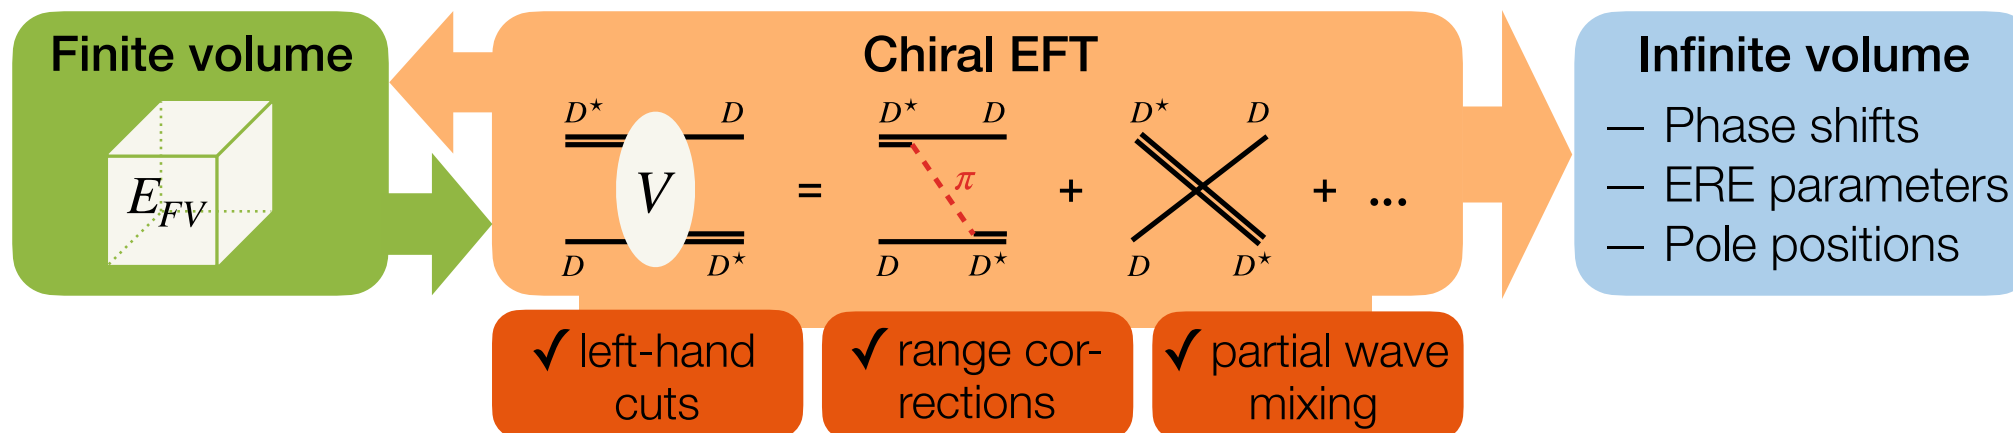 Finite volume
E_FV
Chiral EFT
D★ D
D D★
V
=
D★ D
π
D D★
+
D★ D
D D★
+ ...
✓ left-hand
cuts
✓ range cor-
rections
✓ partial wave
mixing
Infinite volume
— Phase shifts
— ERE parameters
— Pole positions